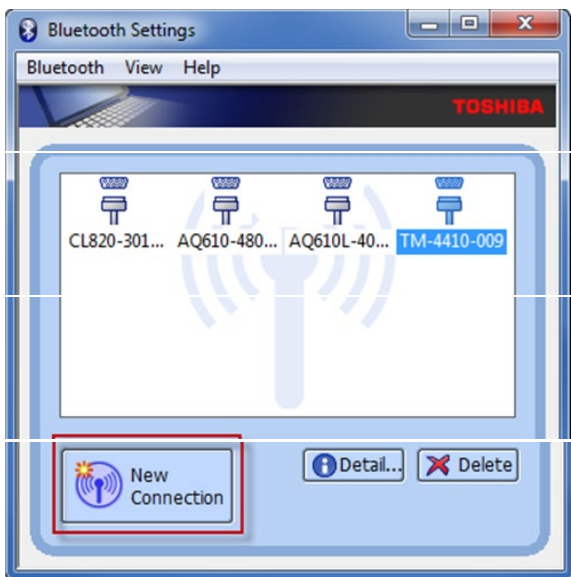 Bluetooth Settings
Bluetooth View Help
TOSHIBA
CL820-301... AQ610-480... AQ610L-40... TM-4410-009
New
Connection
Detail... Delete